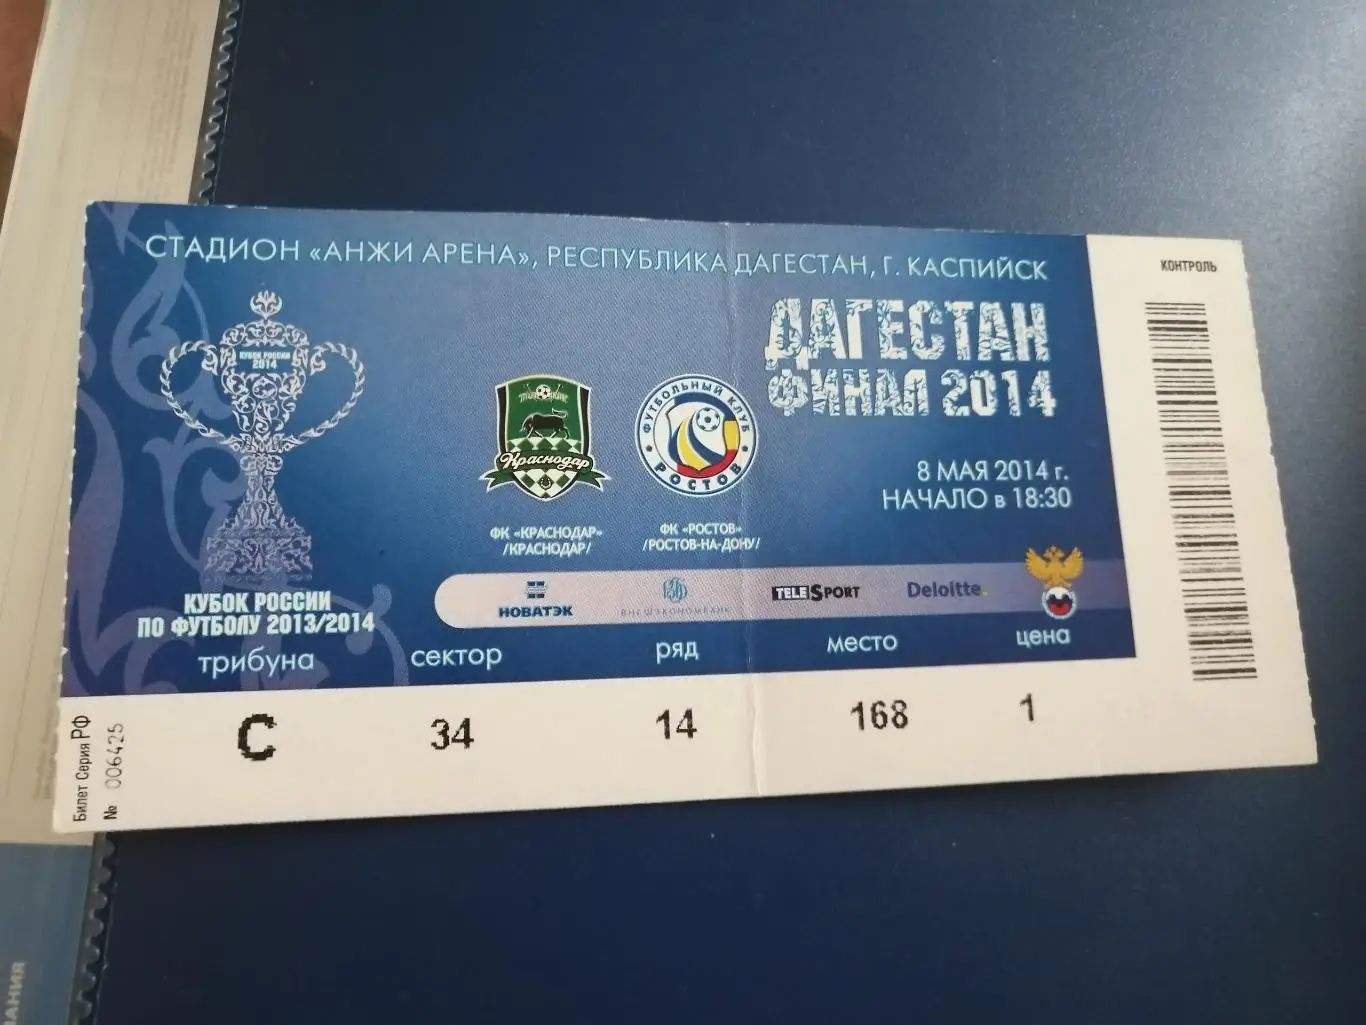 СТАДИОН «АНЖИ АРЕНА», РЕСПУБЛИКА ДАГЕСТАН, Г. КАСПИЙСК
КОНТРОЛЬ
КУБОК РОССИИ
2014
ДАГЕСТАН
ФИНАЛ 2014
Краснодар
ФУТБОЛЬНЫЙ КЛУБ
РОСТОВ
8 МАЯ 2014 г.
НАЧАЛО в 18:30
ФК «КРАСНОДАР»
/КРАСНОДАР/
ФК «РОСТОВ»
/РОСТОВ-НА-ДОНУ/
КУБОК РОССИИ
ПО ФУТБОЛУ 2013/2014
НОВАТЭК
ВНЕШЭКОНОМБАНК
TELESPORT
Deloitte.
трибуна сектор ряд место цена
С 34 14 168 1
Билет Серия РФ
№ 006425